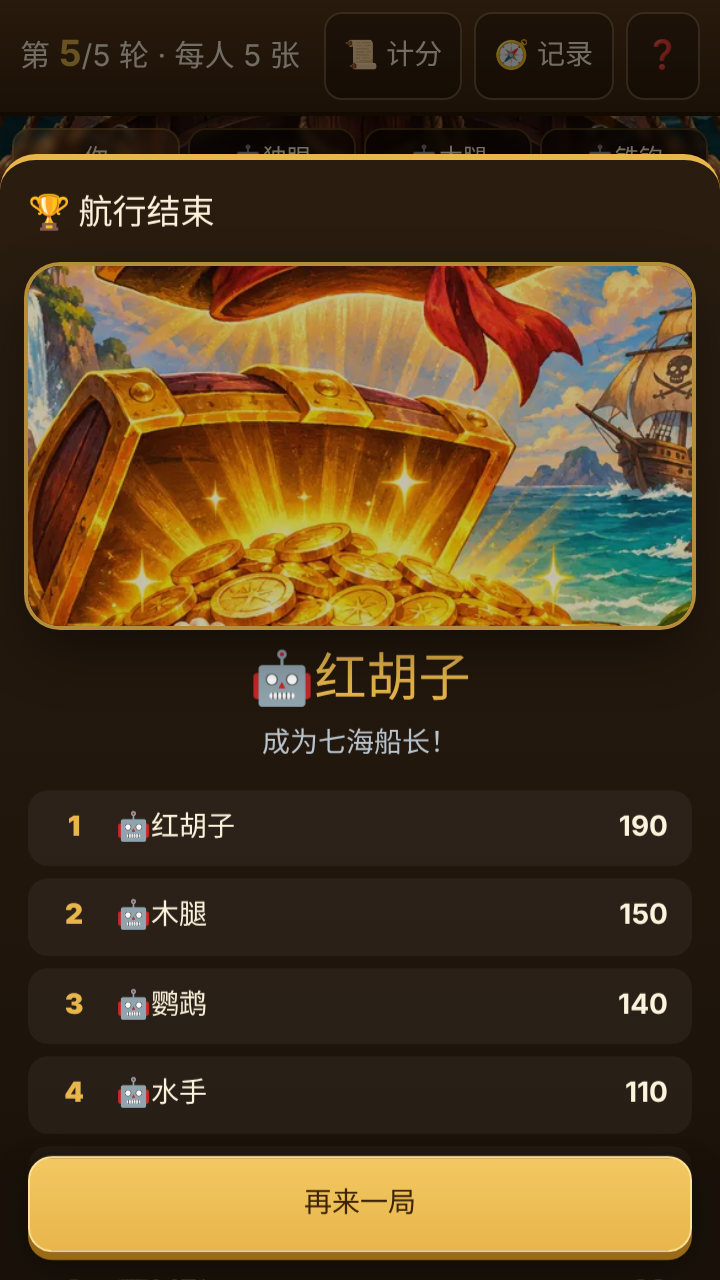 第 5/5 轮 · 每人 5 张
📜 计分
🧭 记录
❓
🏆 航行结束
🤖红胡子
成为七海船长！
1 🤖红胡子 190
2 🤖木腿 150
3 🤖鹦鹉 140
4 🤖水手 110
再来一局